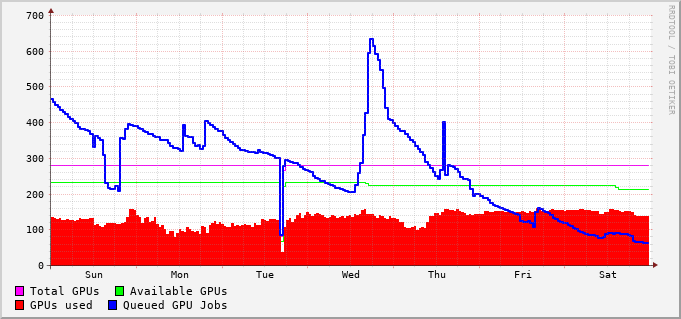 700
600
500
400
300
200
100
0
Sun Mon Tue Wed Thu Fri Sat
Total GPUs Available GPUs
GPUs used Queued GPU Jobs
RRDTOOL / TOBI OETIKER